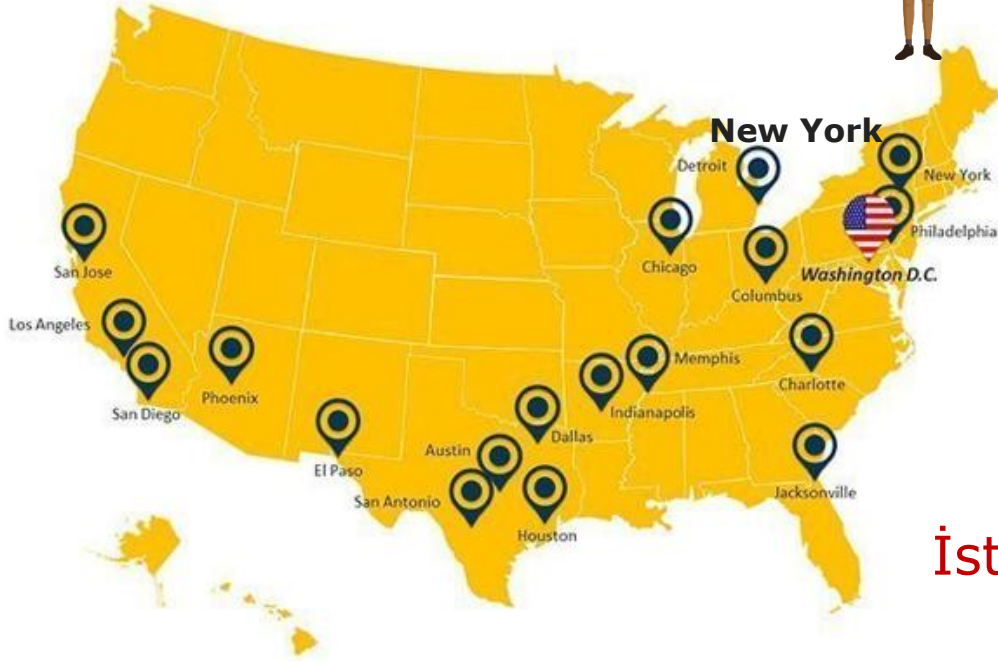 New York
Detroit
New York
Philadelphia
Chicago
Washington D.C.
San Jose
Columbus
Los Angeles
Memphis
Charlotte
Phoenix
San Diego
Indianapolis
Dallas
Austin
El Paso
Jacksonville
San Antonio
Houston
İst